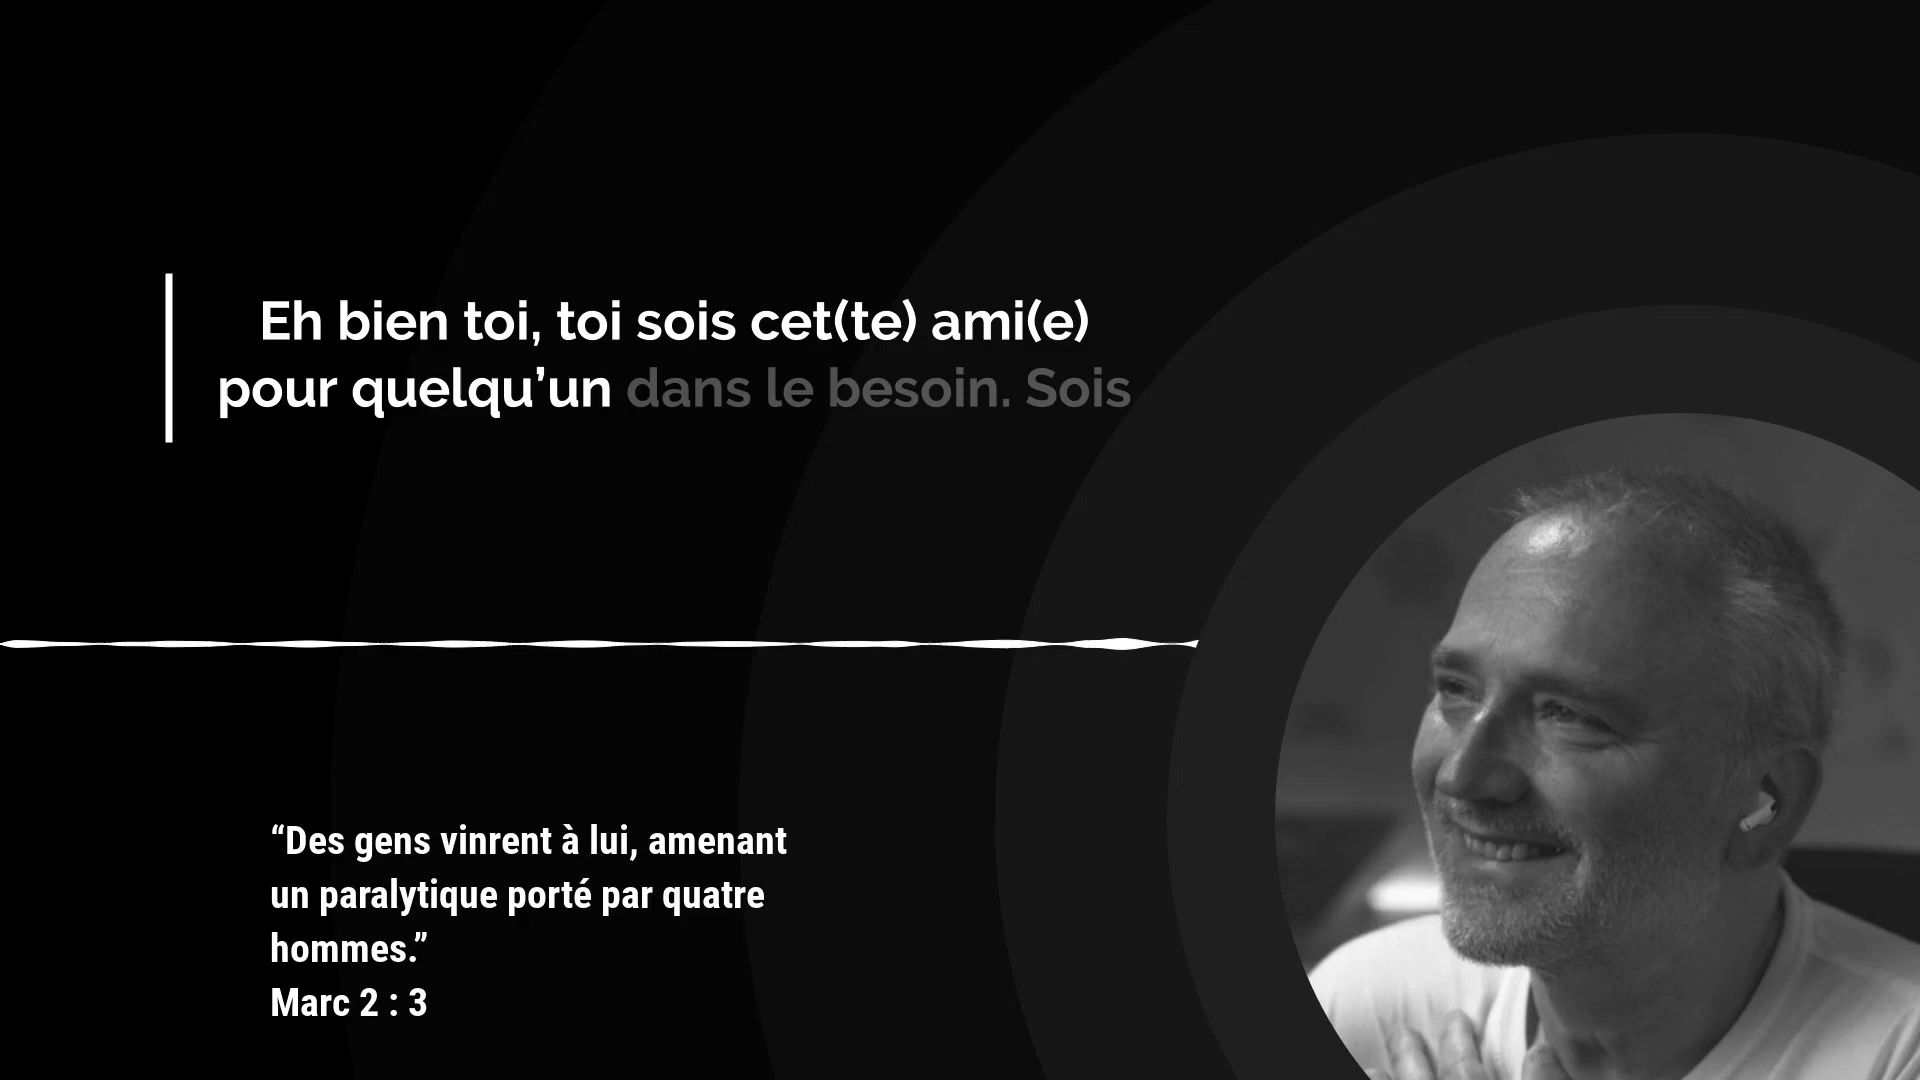 Eh bien toi, toi sois cet(te) ami(e)
pour quelqu’un dans le besoin. Sois
“Des gens vinrent à lui, amenant
un paralytique porté par quatre
hommes.”
Marc 2 : 3